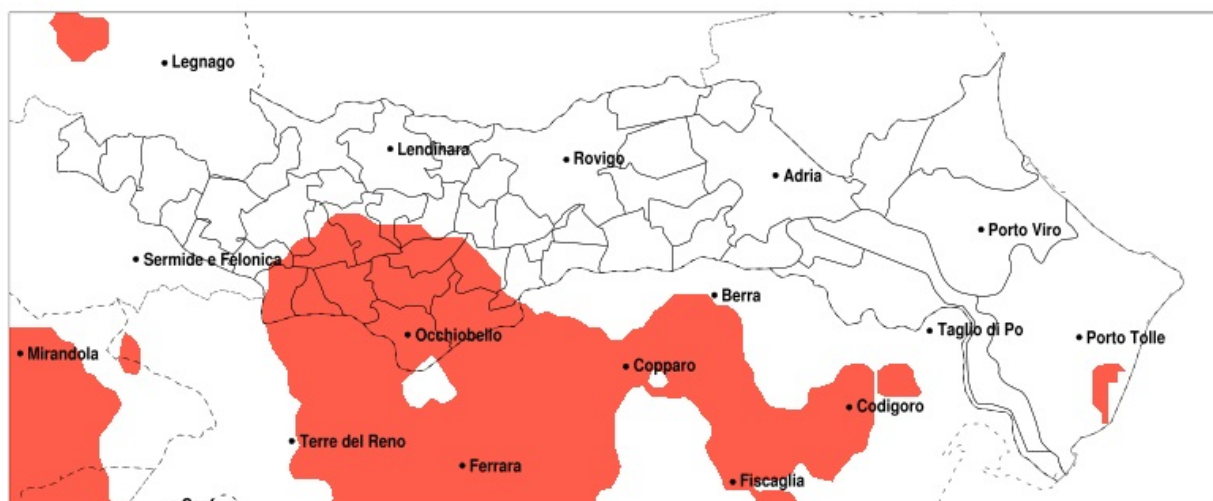 Legnago
Lendinara
Rovigo
Adria
Porto Viro
Sermide e Felonica
Berra
Taglio di Po
Porto Tolle
Occhiobello
Mirandola
Copparo
Codigoro
Terre del Reno
Ferrara
Fiscaglia